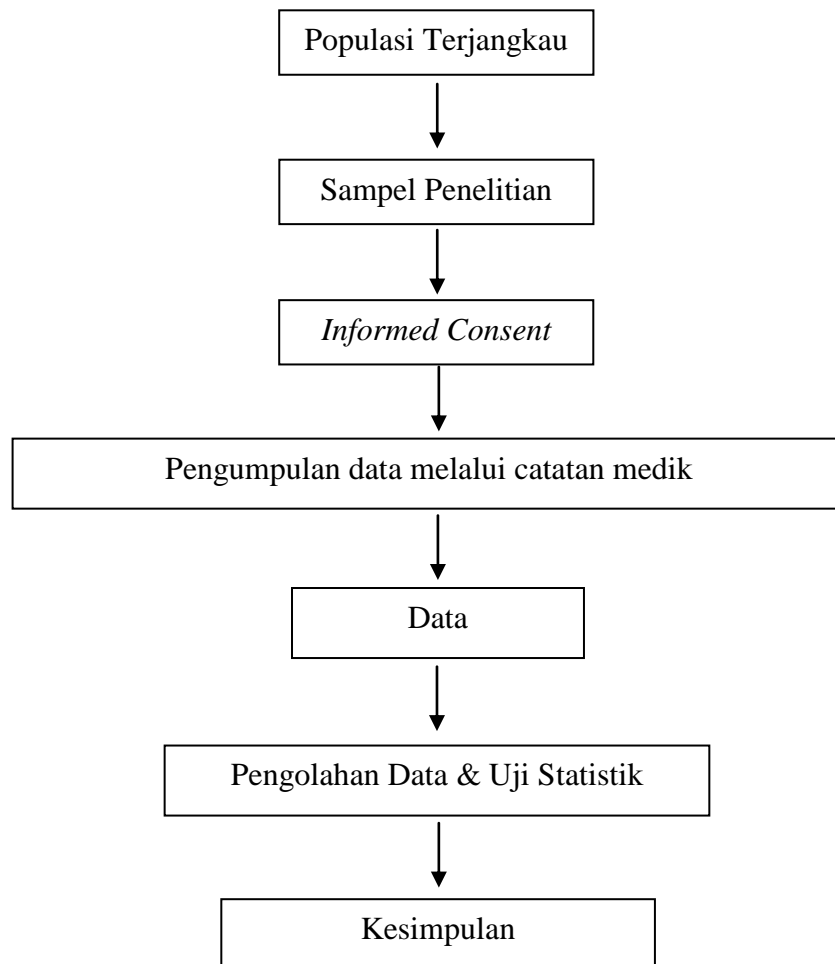 Populasi Terjangkau
Sampel Penelitian
Informed Consent
Pengumpulan data melalui catatan medik
Data
Pengolahan Data & Uji Statistik
Kesimpulan